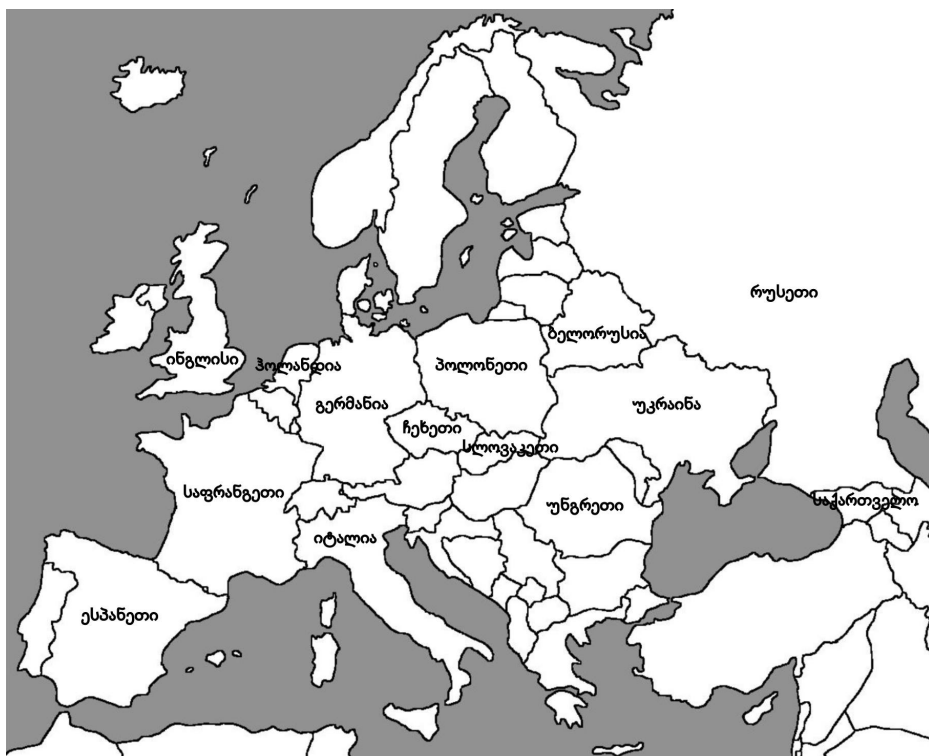 რუსეთი
ბელორუსია
ინგლისი
ჰოლანდია
პოლონეთი
გერმანია
უკრაინა
ჩეხეთი
სლოვაკეთი
საფრანგეთი
საქართველო
უნგრეთი
იტალია
ესპანეთი